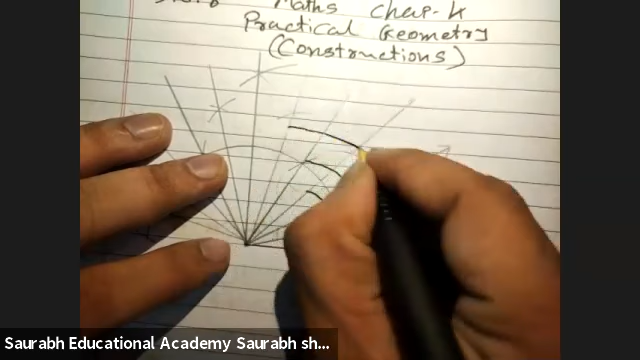 Maths Chap-4
Practical Geometry
(Constructions)
Saurabh Educational Academy Saurabh sh...